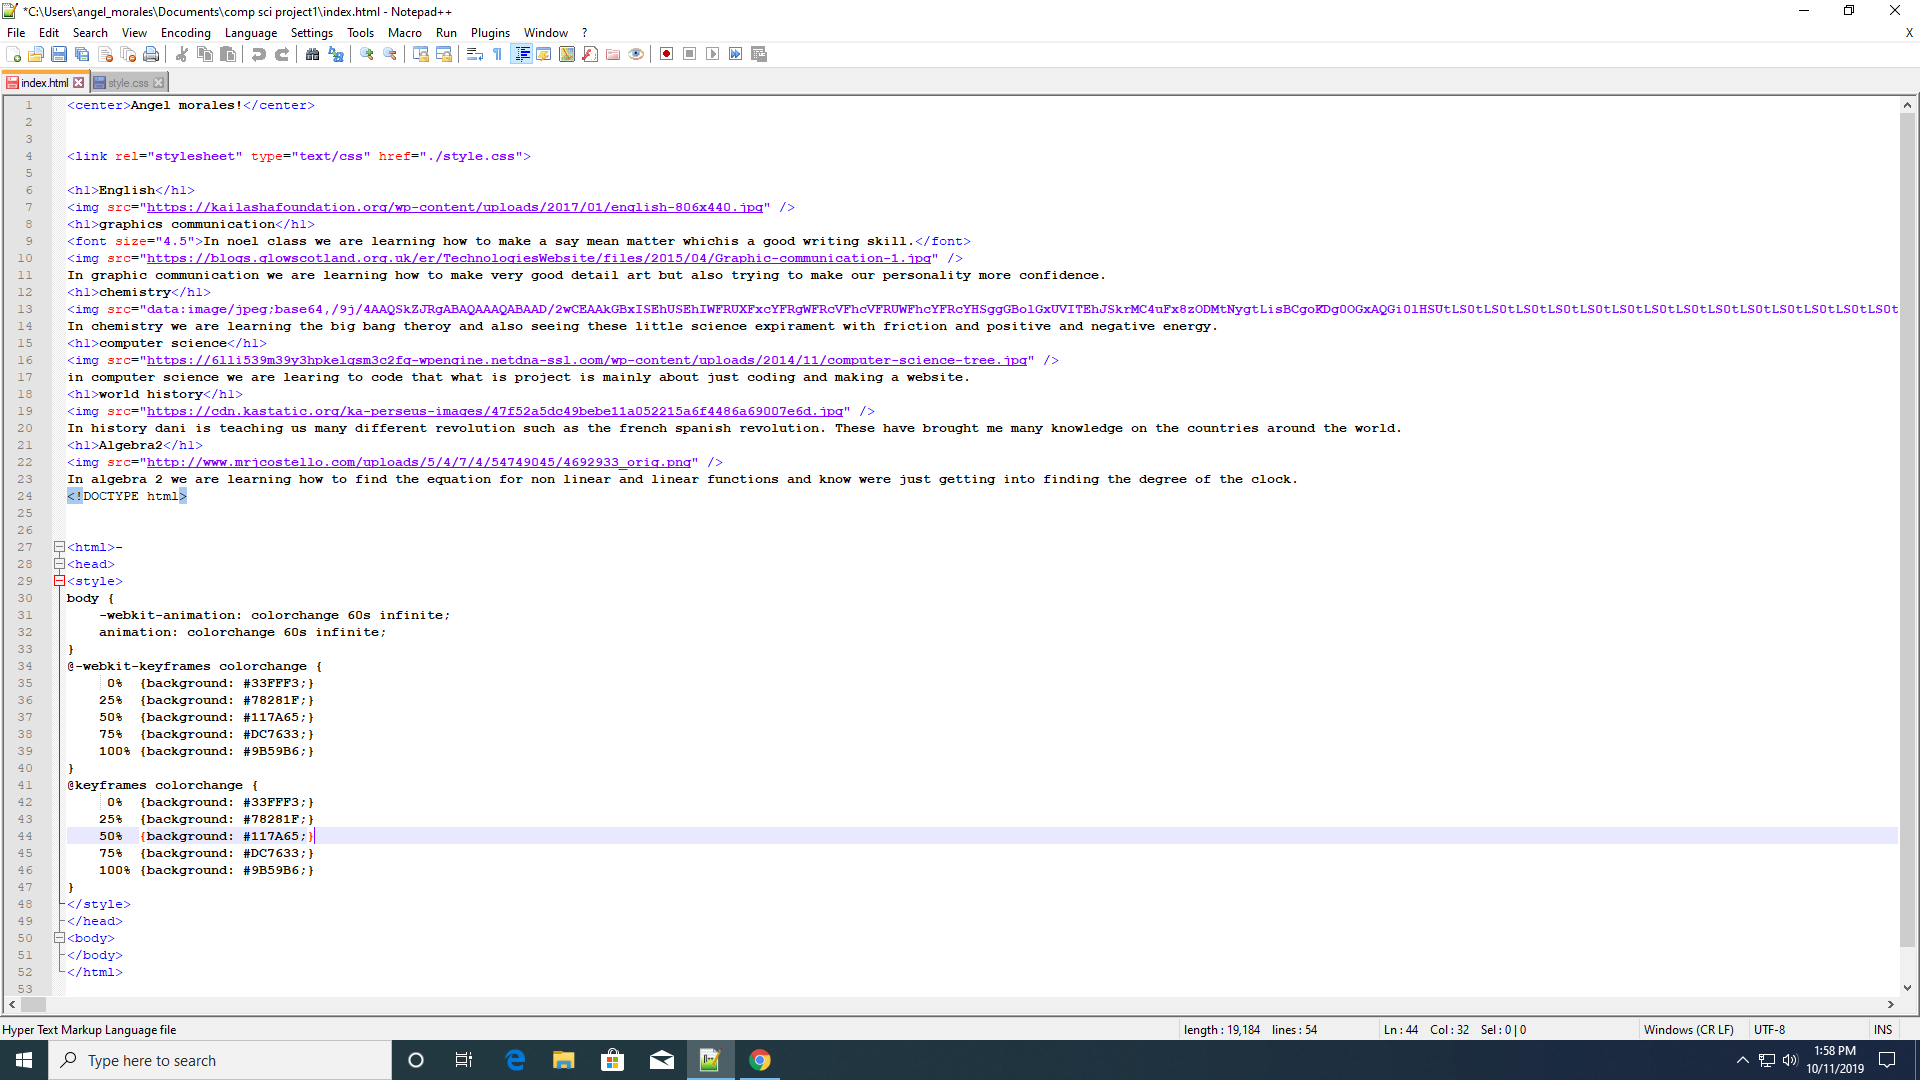 *C:\Users\angel_morales\Documents\comp sci project1\index.html - Notepad++
File Edit Search View Encoding Language Settings Tools Macro Run Plugins Window ? X
index.html style.css
1 <center>Angel morales!</center>
2
3
4 <link rel="stylesheet" type="text/css" href="./style.css">
5
6 <h1>English</h1>
7 <img src="https://kailashafoundation.org/wp-content/uploads/2017/01/english-806x440.jpg" />
8 <h1>graphics communication</h1>
9 <font size="4.5">In noel class we are learning how to make a say mean matter whichis a good writing skill.</font>
10 <img src="https://blogs.glowscotland.org.uk/er/TechnologiesWebsite/files/2015/04/Graphic-communication-1.jpg" />
11 In graphic communication we are learning how to make very good detail art but also trying to make our personality more confidence.
12 <h1>chemistry</h1>
13 <img src="data:image/jpeg;base64,/9j/4AAQSkZJRgABAQAAAQABAAD/2wCEAAkGBxISEhUSEhIWFRUXFxcYFRgWFRcVFhcVFRUWFhcYFRcYHSggGBolGxUVITEhJSkrMC4uFx8zODMtNygtLisBCgoKDg0OGxAQGi0lHSUtLS0tLS0tLS0tLS0tLS0tLS0tLS0tLS0tLS0tLS0tLS0tLS0tLS0tLS0t
14 In chemistry we are learning the big bang theroy and also seeing these little science expirament with friction and positive and negative energy.
15 <h1>computer science</h1>
16 <img src="https://6lli539m39y3hpkelqsm3c2fg-wpengine.netdna-ssl.com/wp-content/uploads/2014/11/computer-science-tree.jpg" />
17 in computer science we are learing to code that what is project is mainly about just coding and making a website.
18 <h1>world history</h1>
19 <img src="https://cdn.kastatic.org/ka-perseus-images/47f52a5dc49bebe11a052215a6f4486a69007e6d.jpg" />
20 In history dani is teaching us many different revolution such as the french spanish revolution. These have brought me many knowledge on the countries around the world.
21 <h1>Algebra2</h1>
22 <img src="http://www.mrjcostello.com/uploads/5/4/7/4/54749045/4692933_orig.png" />
23 In algebra 2 we are learning how to find the equation for non linear and linear functions and know were just getting into finding the degree of the clock.
24 <!DOCTYPE html>
25
26
27 <html>-
28 <head>
29 <style>
30 body {
31 -webkit-animation: colorchange 60s infinite;
32 animation: colorchange 60s infinite;
33 }
34 @-webkit-keyframes colorchange {
35 0% {background: #33FFF3;}
36 25% {background: #78281F;}
37 50% {background: #117A65;}
38 75% {background: #DC7633;}
39 100% {background: #9B59B6;}
40 }
41 @keyframes colorchange {
42 0% {background: #33FFF3;}
43 25% {background: #78281F;}
44 50% {background: #117A65;}
45 75% {background: #DC7633;}
46 100% {background: #9B59B6;}
47 }
48 </style>
49 </head>
50 <body>
51 </body>
52 </html>
53
Hyper Text Markup Language file length : 19,184 lines : 54 Ln : 44 Col : 32 Sel : 0 | 0 Windows (CR LF) UTF-8 INS
Type here to search
1:58 PM
10/11/2019